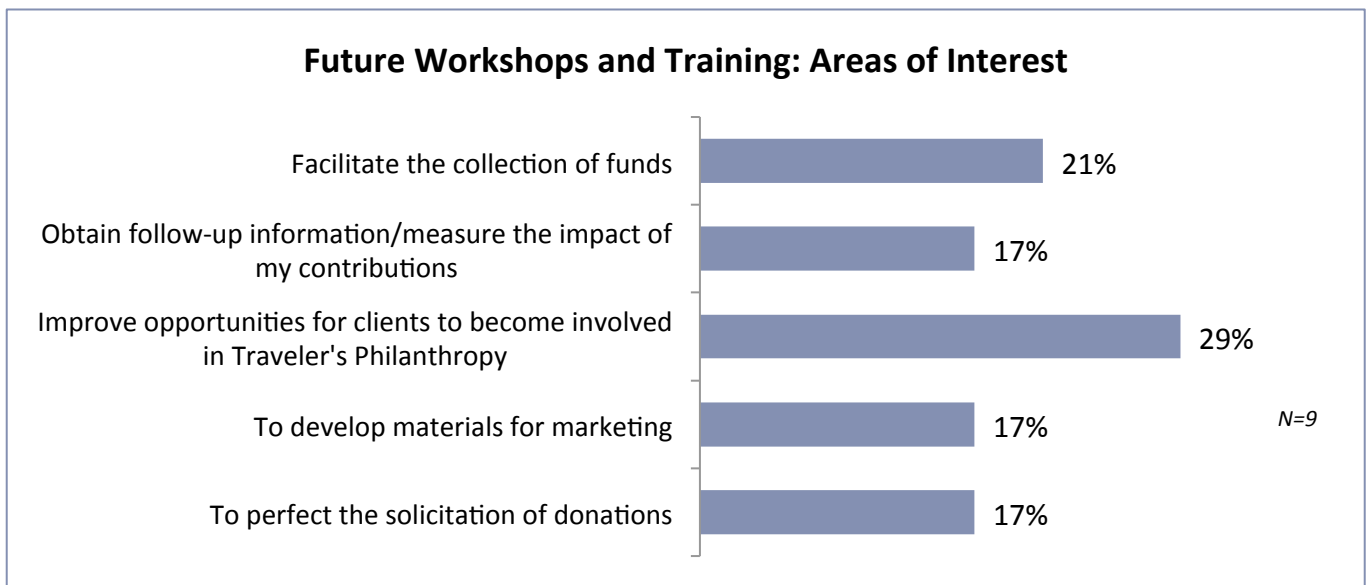 Future Workshops and Training: Areas of Interest
Facilitate the collection of funds
21%
Obtain follow-up information/measure the impact of
my contributions
17%
Improve opportunities for clients to become involved
in Traveler's Philanthropy
29%
To develop materials for marketing
17%
N=9
To perfect the solicitation of donations
17%